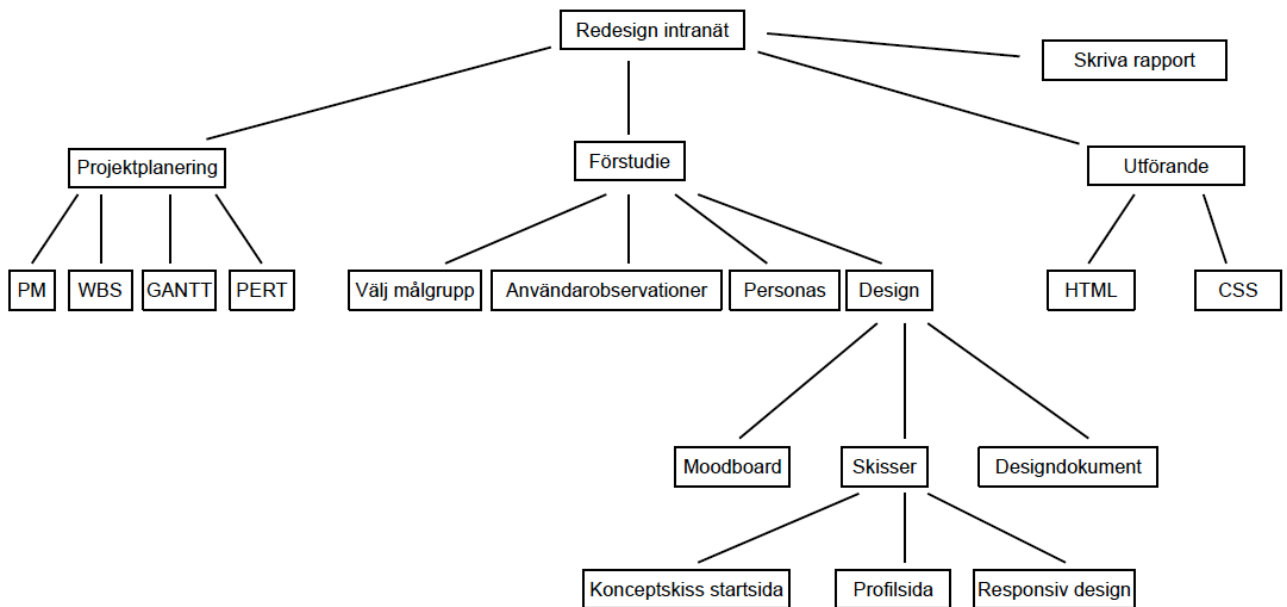 Redesign intranät
Skriva rapport
Projektplanering
Förstudie
Utförande
PM
WBS
GANTT
PERT
Välj målgrupp
Användarobservationer
Personas
Design
HTML
CSS
Moodboard
Skisser
Designdokument
Konceptskiss startsida
Profilsida
Responsiv design